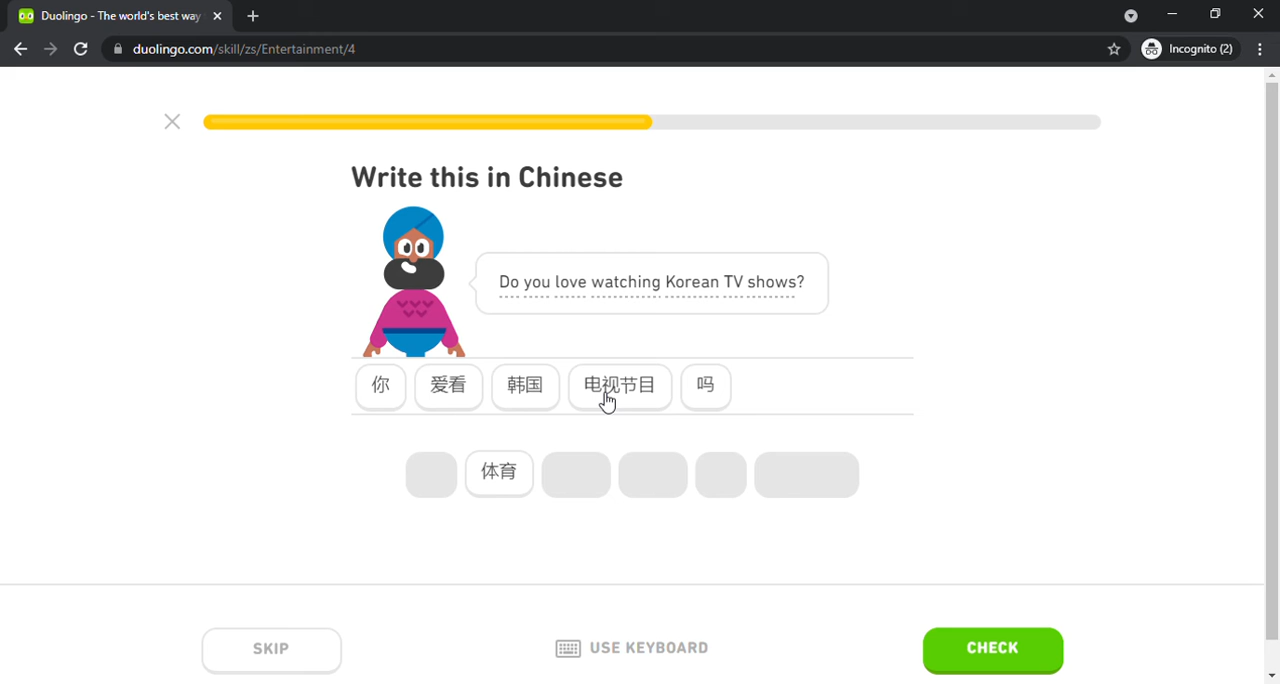 Duolingo - The world's best way
duolingo.com/skill/zs/Entertainment/4
Incognito (2)
Write this in Chinese
Do you love watching Korean TV shows?
你 爱看 韩国 电视节目 吗
体育
SKIP
USE KEYBOARD
CHECK